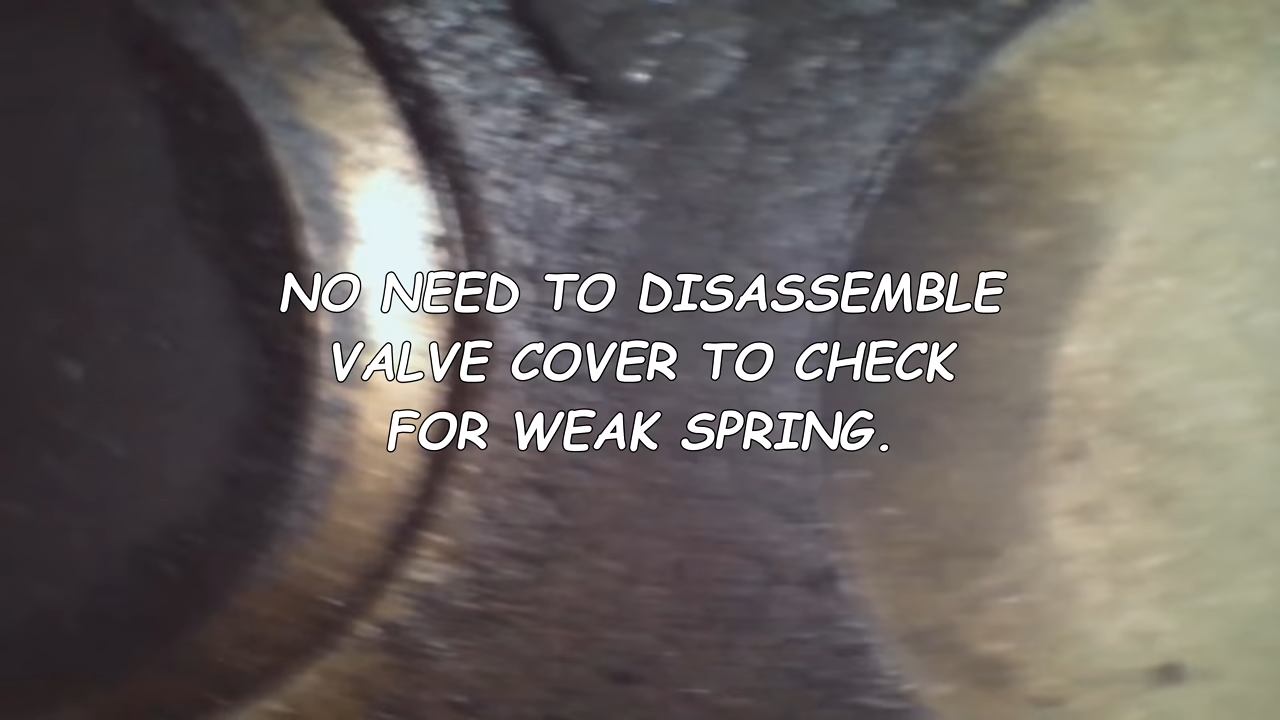 NO NEED TO DISASSEMBLE
VALVE COVER TO CHECK
FOR WEAK SPRING.